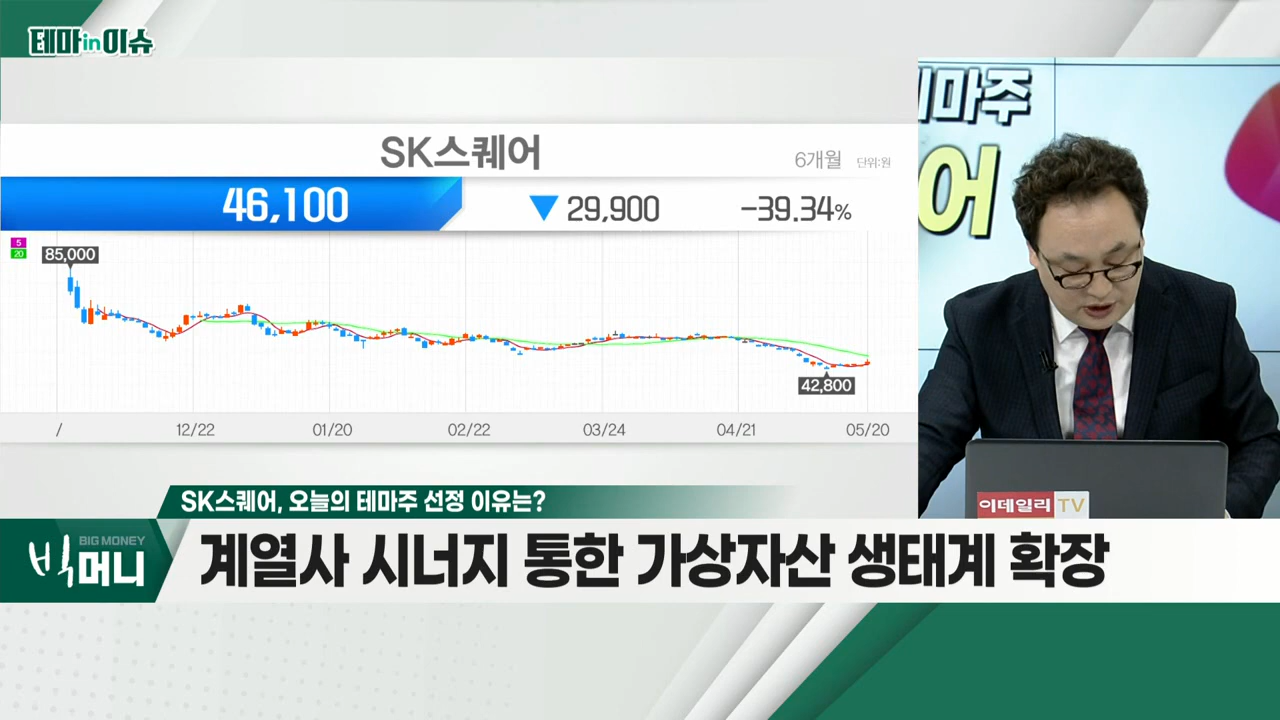 테마in이슈
SK스퀘어
6개월 단위:원
46,100 ▼ 29,900 -39.34%
5
20
85,000
42,800
/ 12/22 01/20 02/22 03/24 04/21 05/20
테마주
어
이데일리TV
SK스퀘어, 오늘의 테마주 선정 이유는?
BIG MONEY
빅머니
계열사 시너지 통한 가상자산 생태계 확장